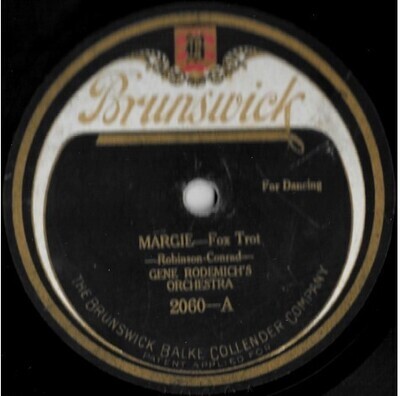 Brunswick
For Dancing
MARGIE—Fox Trot
—Robinson-Conrad—
GENE RODEMICH'S
ORCHESTRA
2060—A
THE BRUNSWICK BALKE COLLENDER COMPANY
PATENT APPLIED FOR